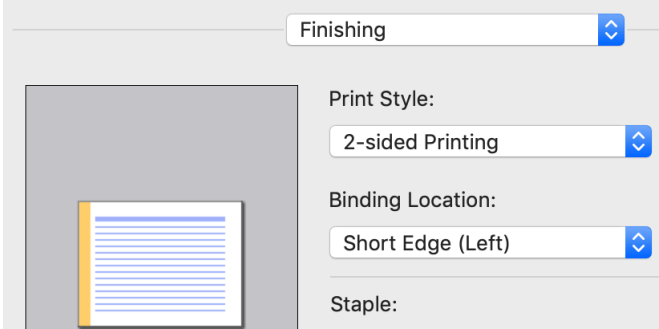 Finishing
Print Style:
2-sided Printing
Binding Location:
Short Edge (Left)
Staple: